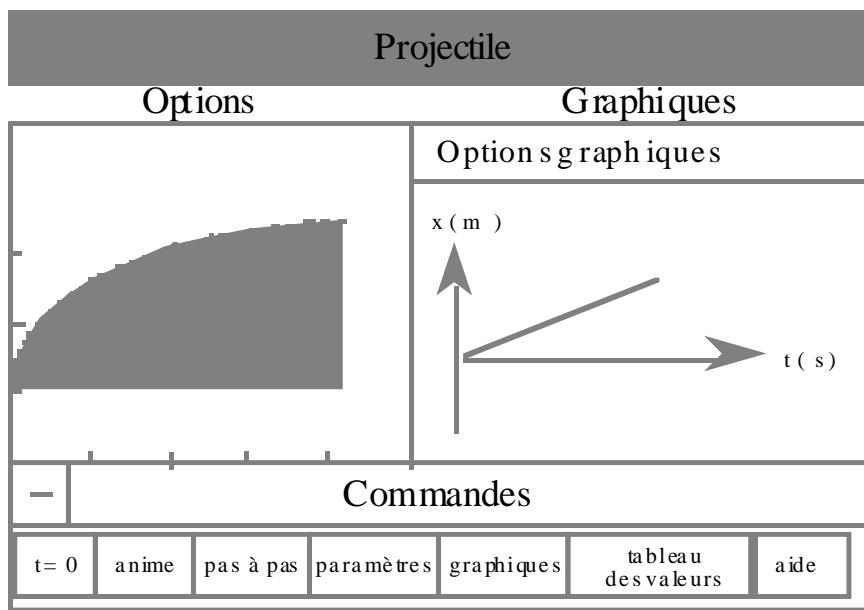 Projectile
Options
Graphiques
Options graphiques
x (m)
t (s)
Commandes
t = 0
anime
pas à pas
paramètres
graphiques
tableau
des valeurs
aide